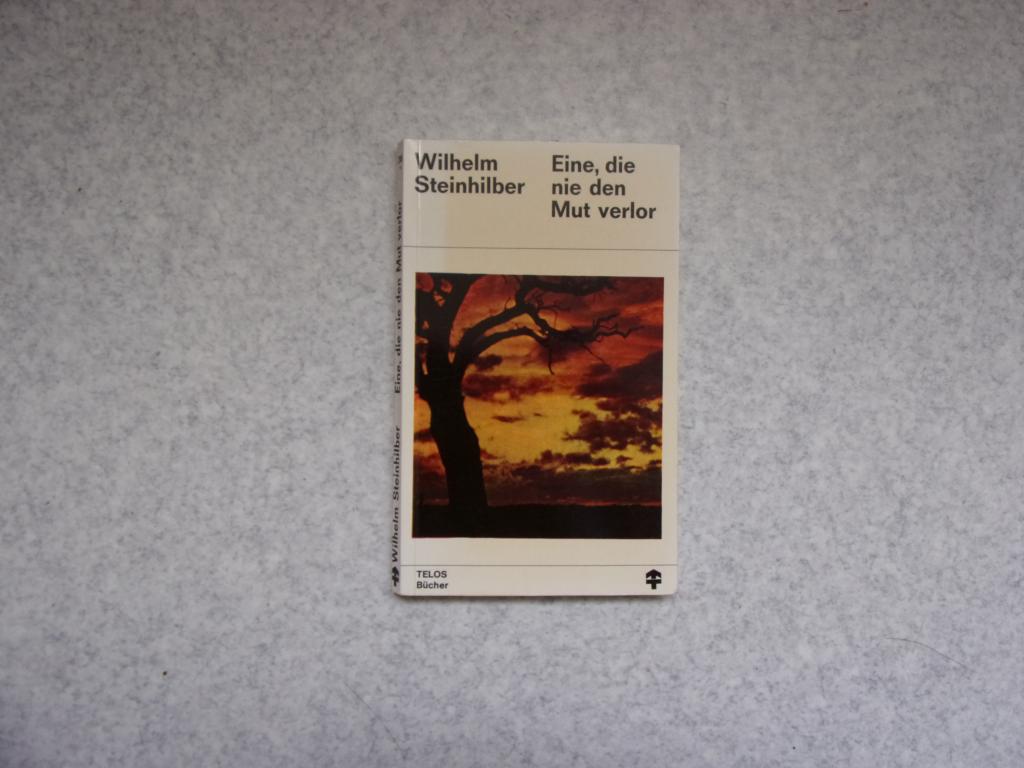 Wilhelm
Steinhilber
Eine, die
nie den
Mut verlor
TELOS
Bücher
Wilhelm Steinhilber Eine, die nie den Mut verlor